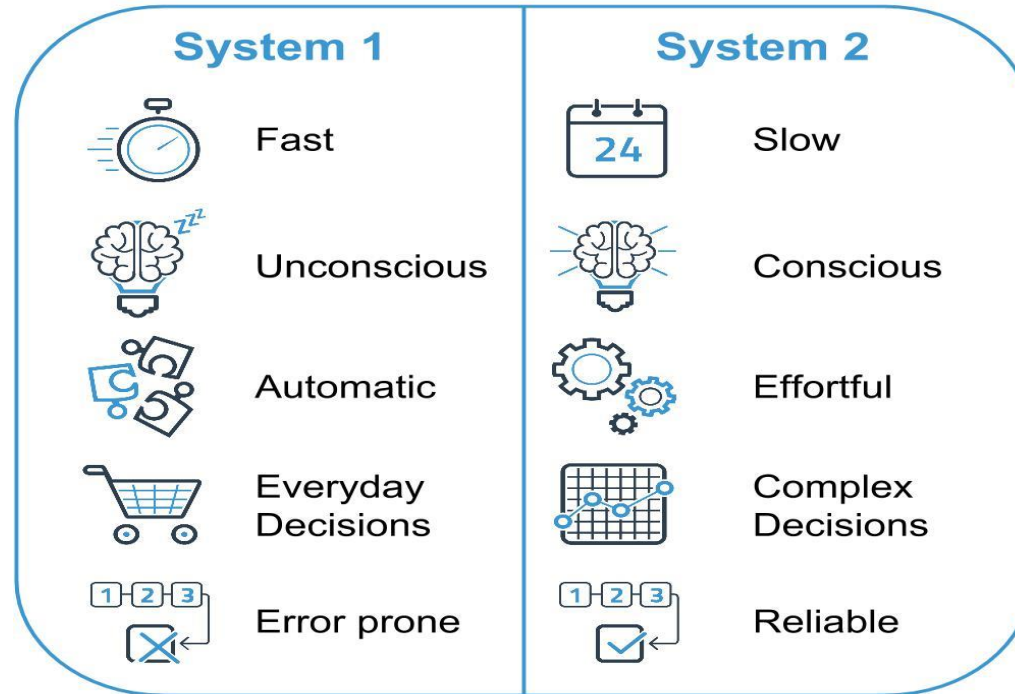 System 1
Fast
zzz
Unconscious
Automatic
Everyday
Decisions
1 2 3
Error prone
System 2
24
Slow
Conscious
Effortful
Complex
Decisions
1 2 3
Reliable